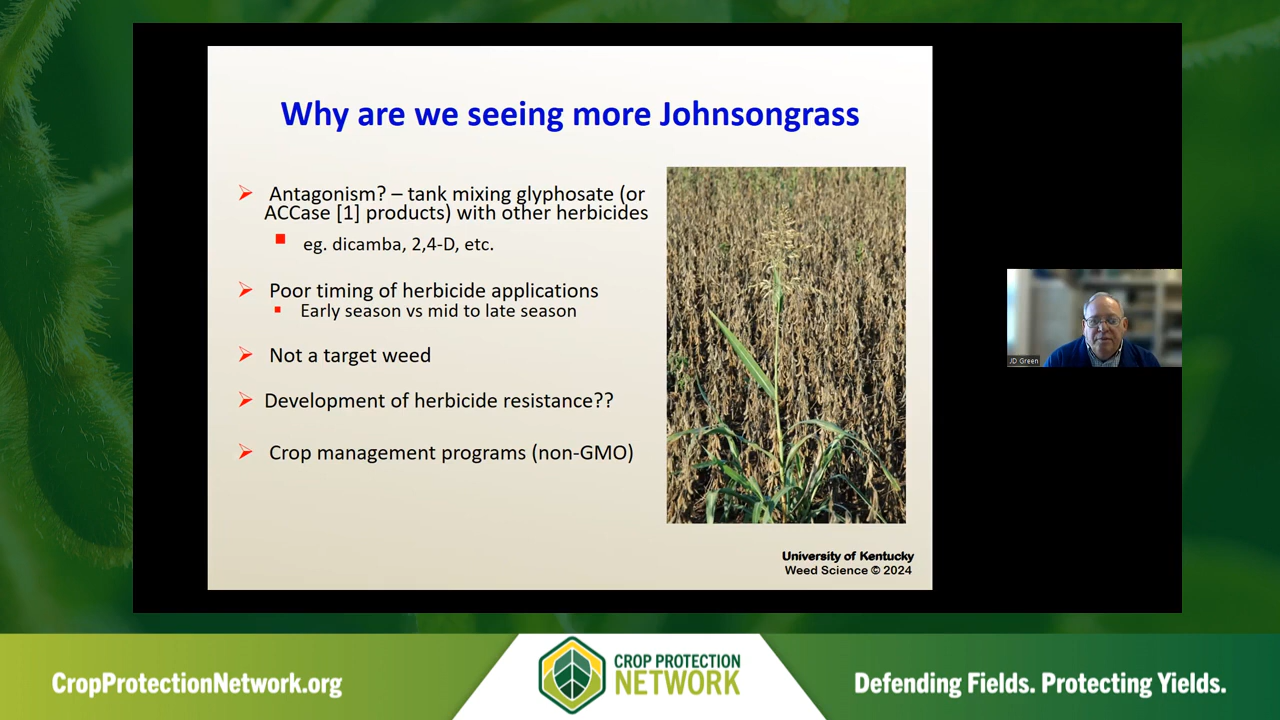 Why are we seeing more Johnsongrass
Antagonism? – tank mixing glyphosate (or
ACCase [1] products) with other herbicides
eg. dicamba, 2,4-D, etc.
Poor timing of herbicide applications
Early season vs mid to late season
Not a target weed
Development of herbicide resistance??
Crop management programs (non-GMO)
University of Kentucky
Weed Science © 2024
JD Green
CropProtectionNetwork.org
CROP PROTECTION
NETWORK
Defending Fields. Protecting Yields.